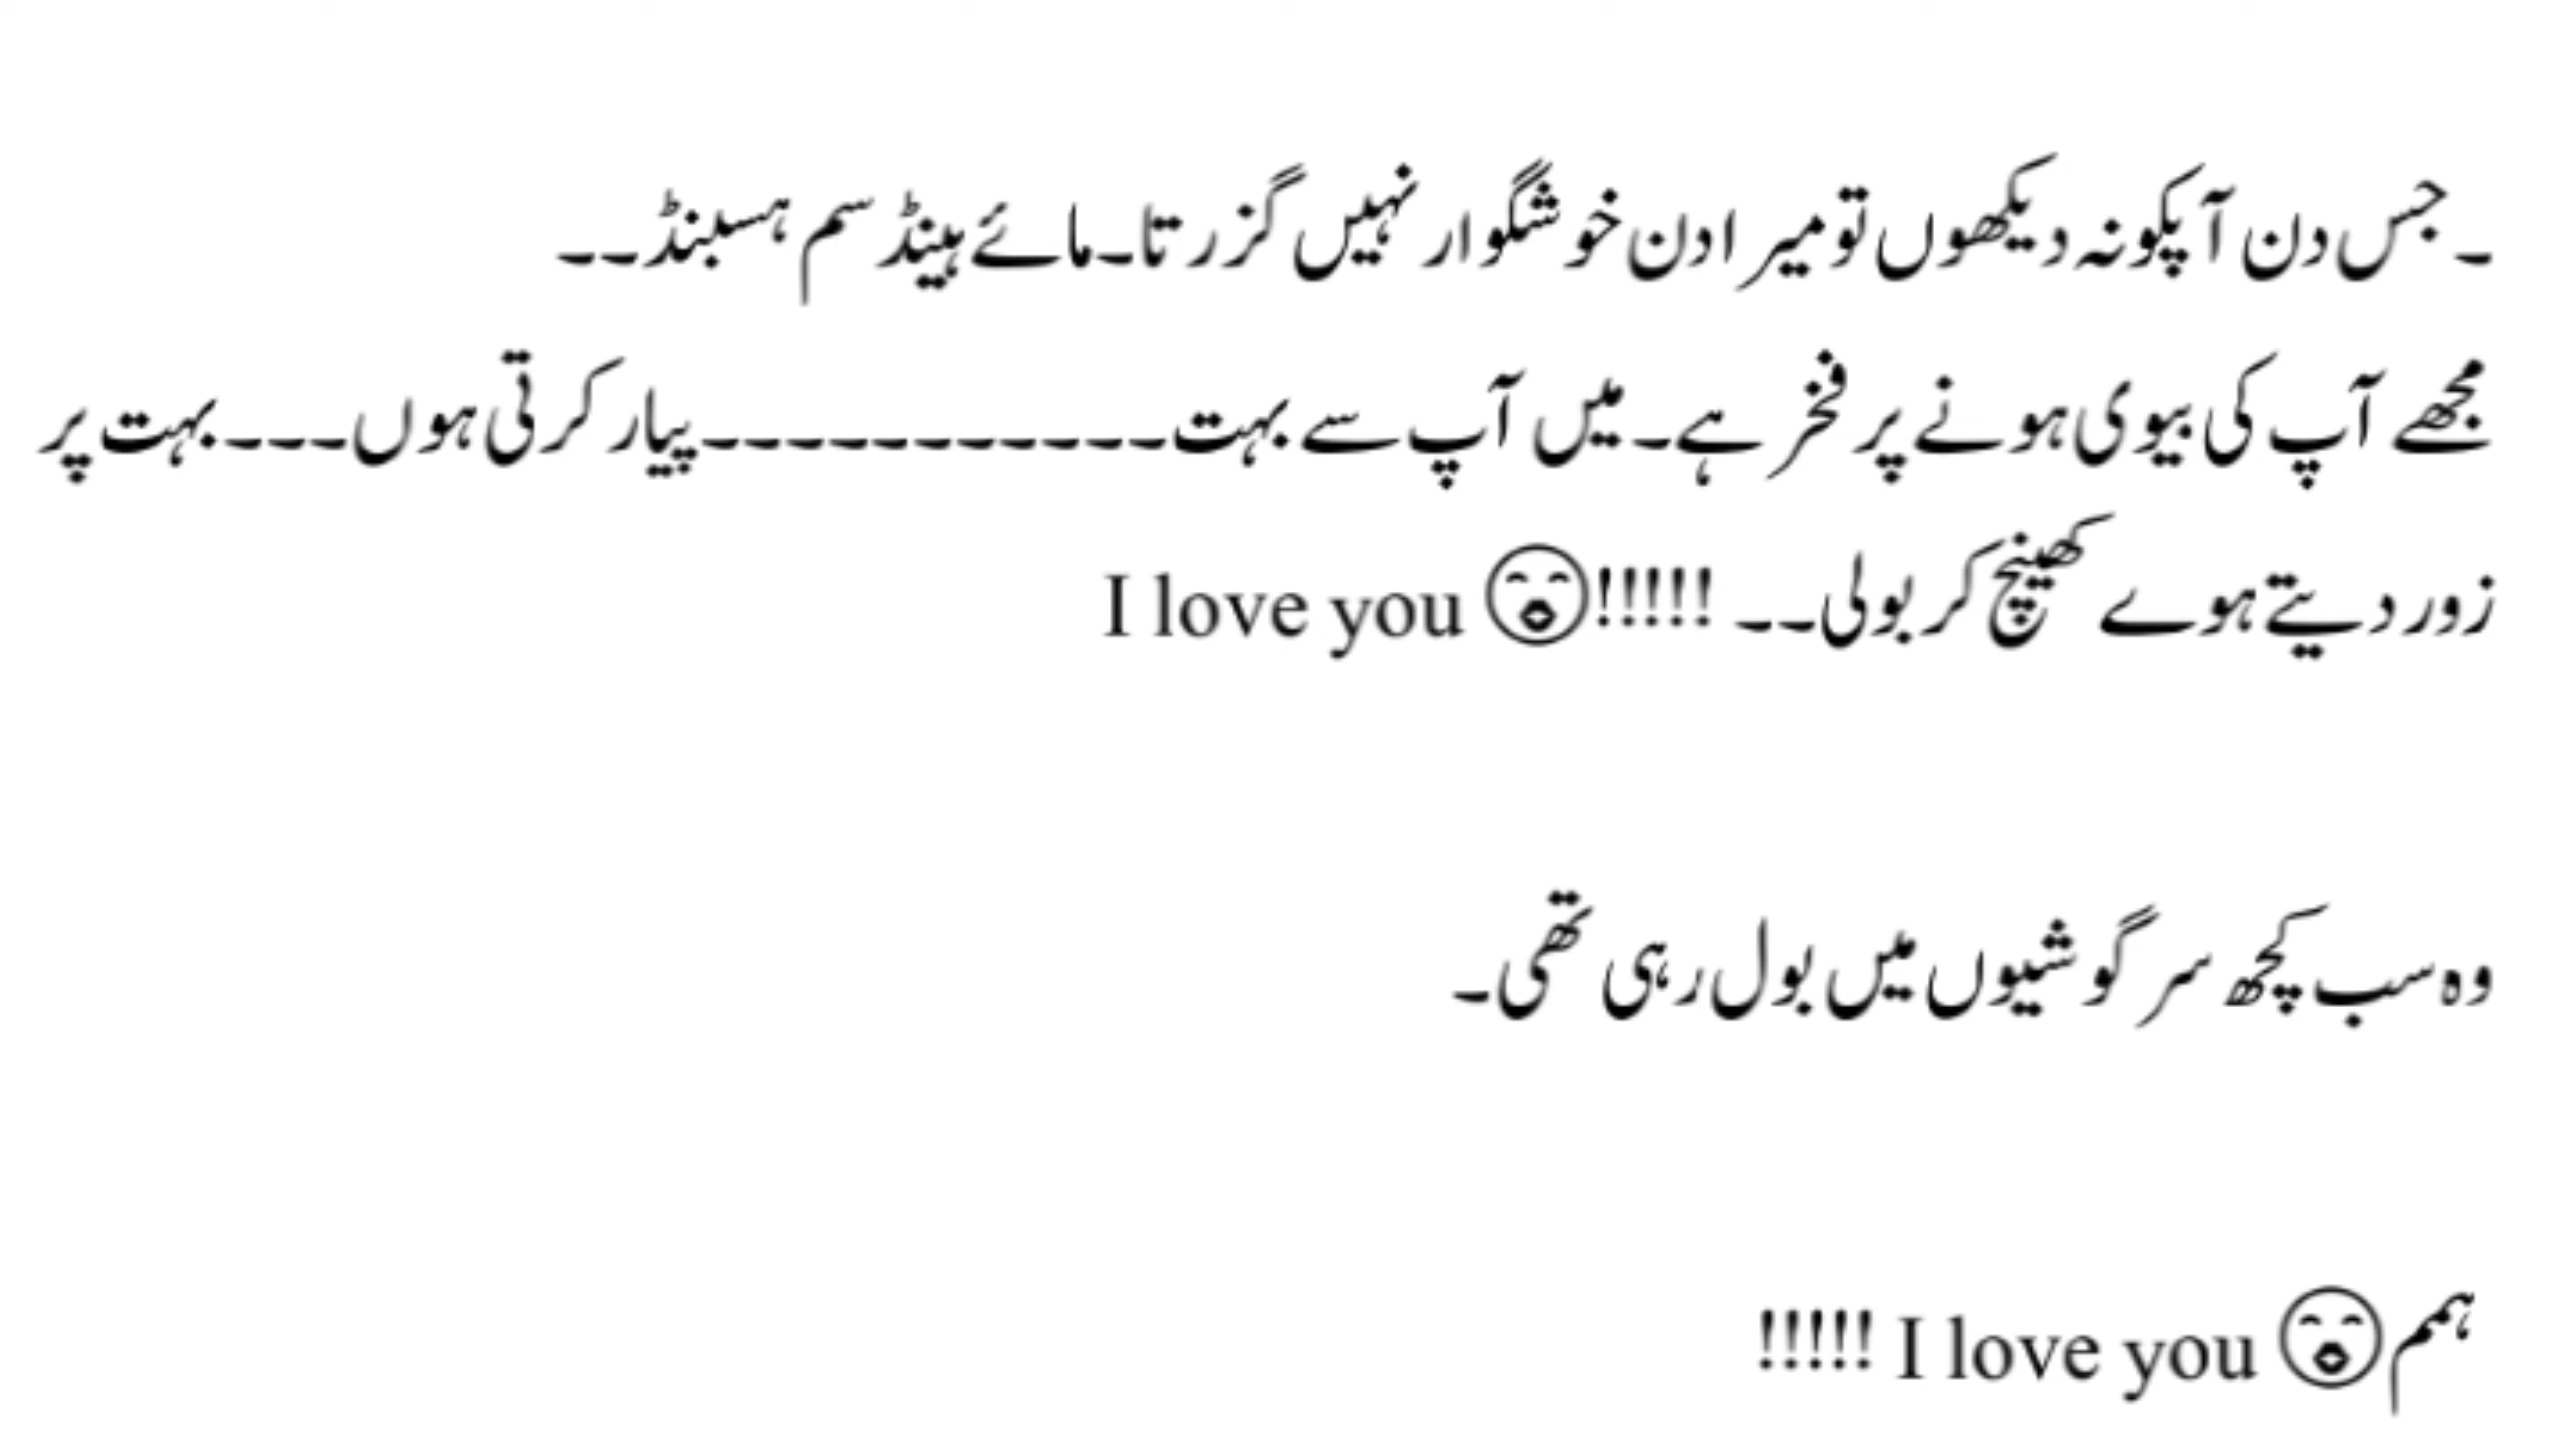 ۔ جس دن آپکو نہ دیکھوں تو میرا دن خوشگوار نہیں گزرتا۔مائے ہینڈسم ہسبنڈ۔۔
مجھے آپ کی بیوی ہونے پر فخر ہے۔ میں آپ سے بہت۔۔۔۔۔۔۔۔۔۔۔پیار کرتی ہوں۔۔۔بہت پر
زور دیتے ہوے کھینچ کر بولی۔۔ !!!!!😚 I love you
وہ سب کچھ سرگوشیوں میں بول رہی تھی۔
ہمم😚 I love you !!!!!